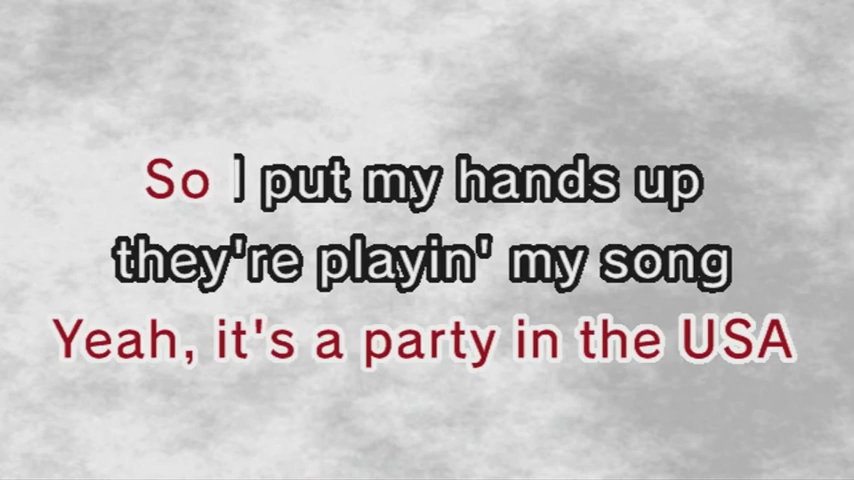 So I put my hands up
they're playin' my song
Yeah, it's a party in the USA